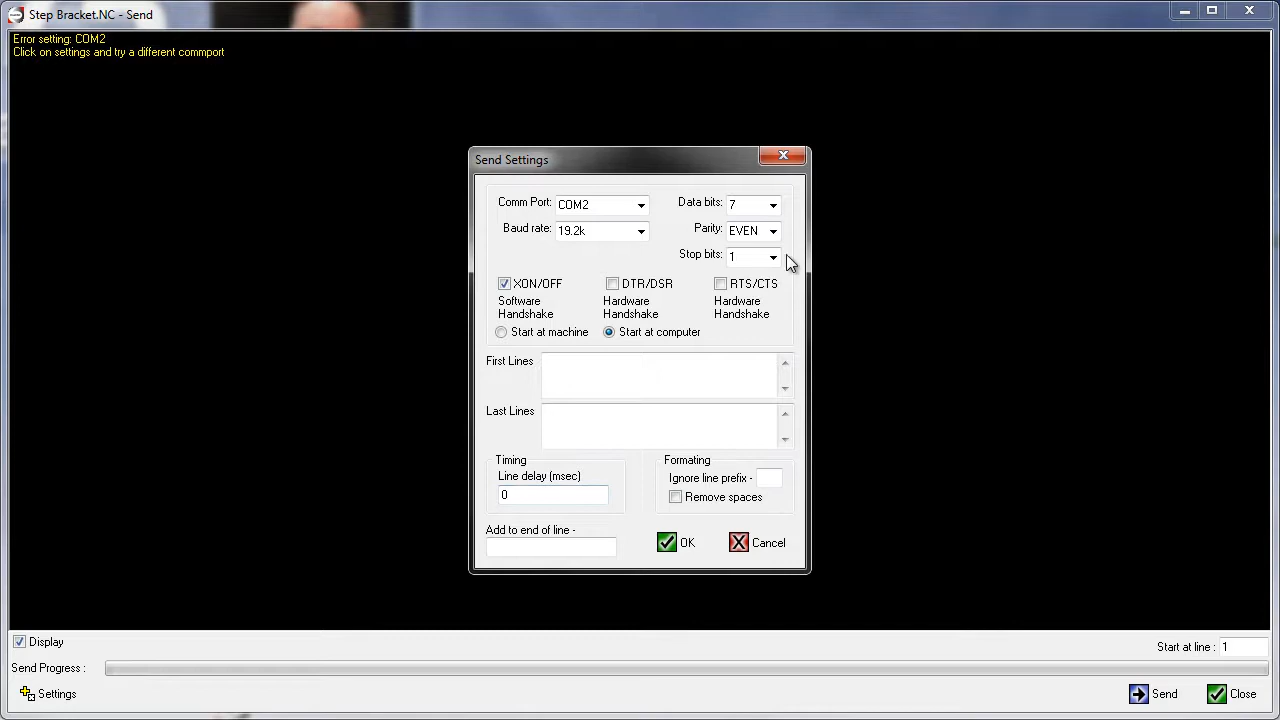 Step Bracket.NC - Send
Error setting: COM2
Click on settings and try a different commport
Send Settings
Comm Port: COM2
Data bits: 7
Baud rate: 19.2k
Parity: EVEN
Stop bits: 1
XON/OFF
DTR/DSR
RTS/CTS
Software
Handshake
Hardware
Handshake
Hardware
Handshake
Start at machine
Start at computer
First Lines
Last Lines
Timing
Line delay (msec)
0
Formating
Ignore line prefix -
Remove spaces
Add to end of line -
OK
Cancel
Display
Start at line : 1
Send Progress :
Settings
Send
Close